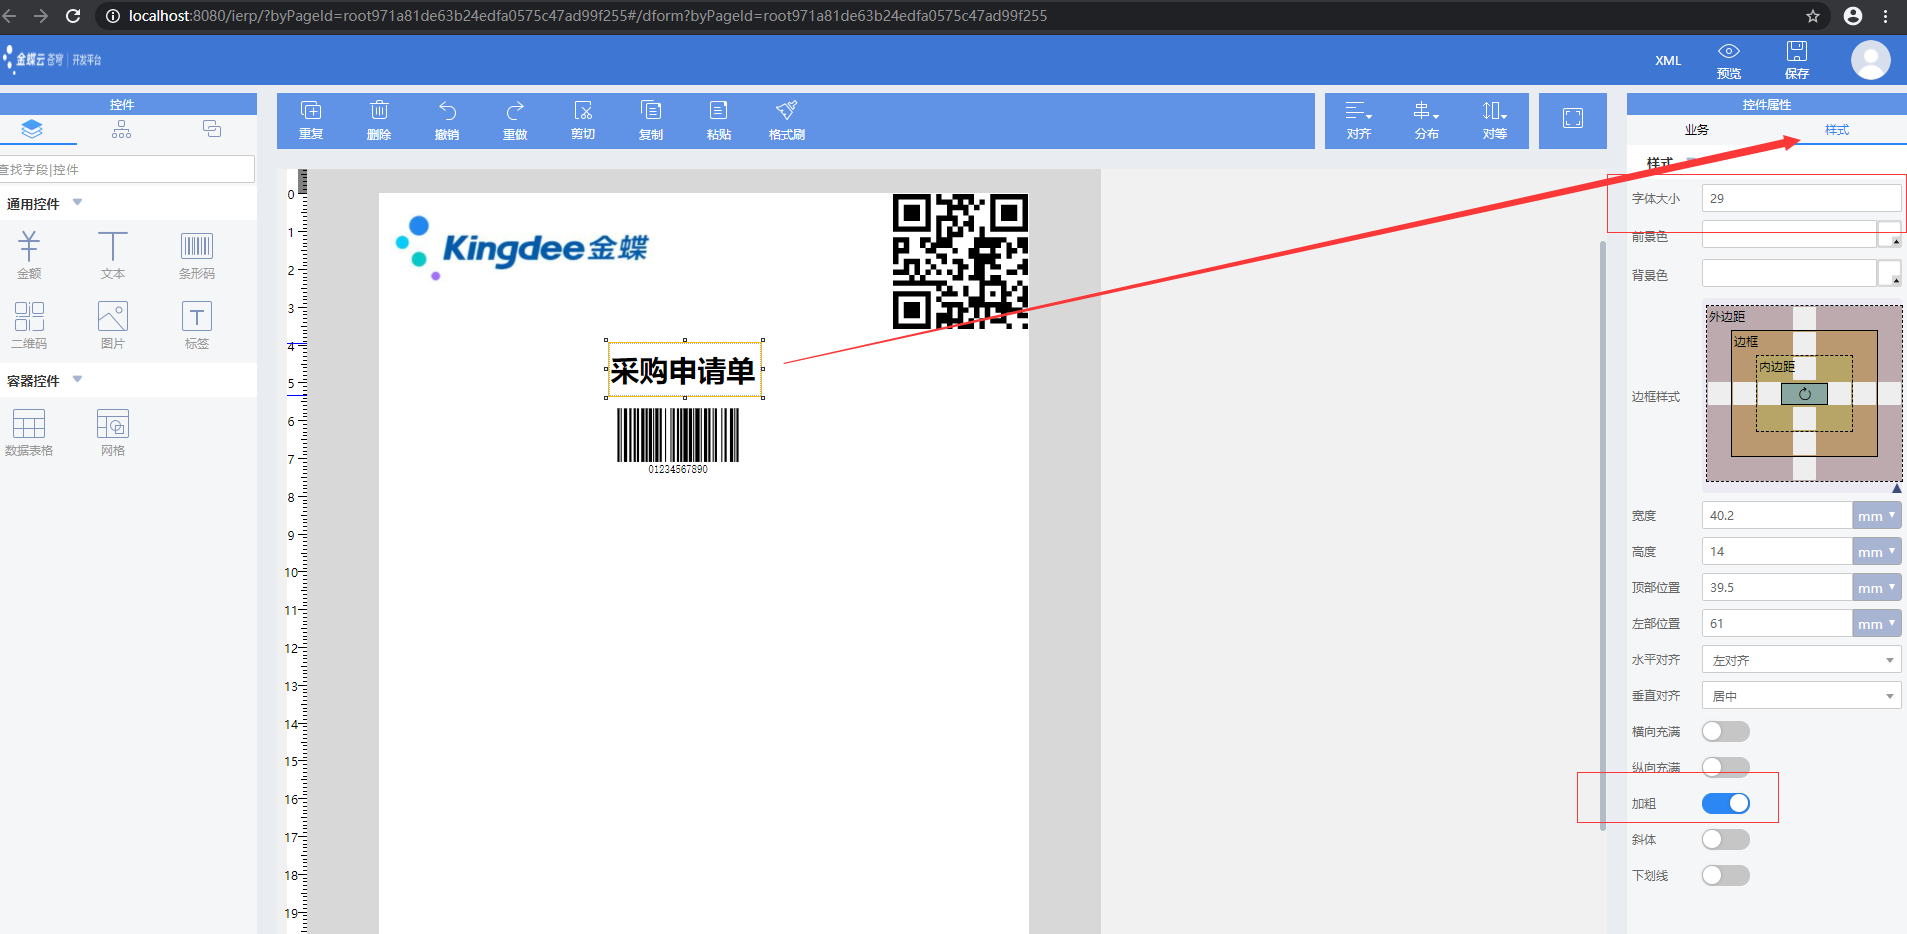 localhost:8080/ierp/?byPageId=root971a81de63b24edfa0575c47ad99f255#/dform?byPageId=root971a81de63b24edfa0575c47ad99f255
金蝶云 苍穹 | 开发平台
XML
预览
保存
控件
重复
删除
撤销
重做
剪切
复制
粘贴
格式刷
对齐
分布
对等
控件属性
业务
样式
查找字段|控件
通用控件
金额
文本
条形码
二维码
图片
标签
容器控件
数据表格
网格
0
1
2
3
4
5
6
7
8
9
10
11
12
13
14
15
16
17
18
19
Kingdee金蝶
采购申请单
01234567890
样式
字体大小 29
前景色
背景色
边框样式
外边距
边框
内边距
宽度 40.2 mm
高度 14 mm
顶部位置 39.5 mm
左部位置 61 mm
水平对齐 左对齐
垂直对齐 居中
横向充满
纵向充满
加粗
斜体
下划线